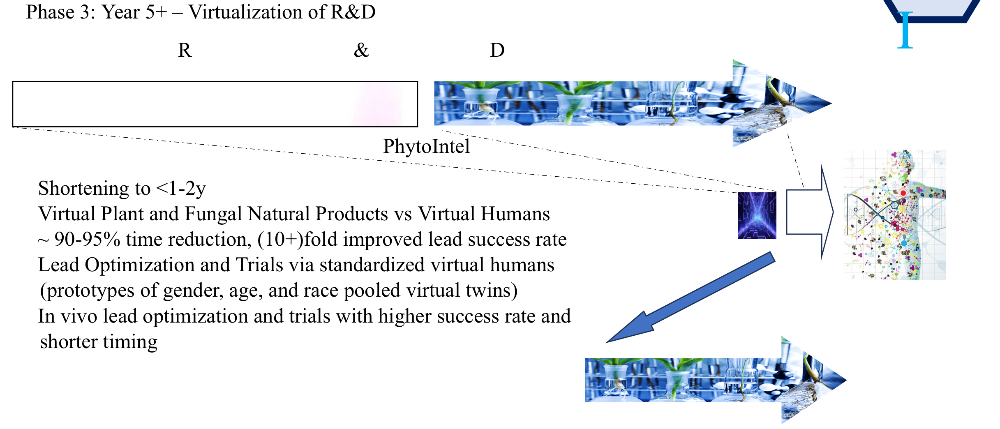 Phase 3: Year 5+ – Virtualization of R&D
I
R & D
PhytoIntel
Shortening to <1-2y
Virtual Plant and Fungal Natural Products vs Virtual Humans
~ 90-95% time reduction, (10+)fold improved lead success rate
Lead Optimization and Trials via standardized virtual humans
(prototypes of gender, age, and race pooled virtual twins)
In vivo lead optimization and trials with higher success rate and
shorter timing